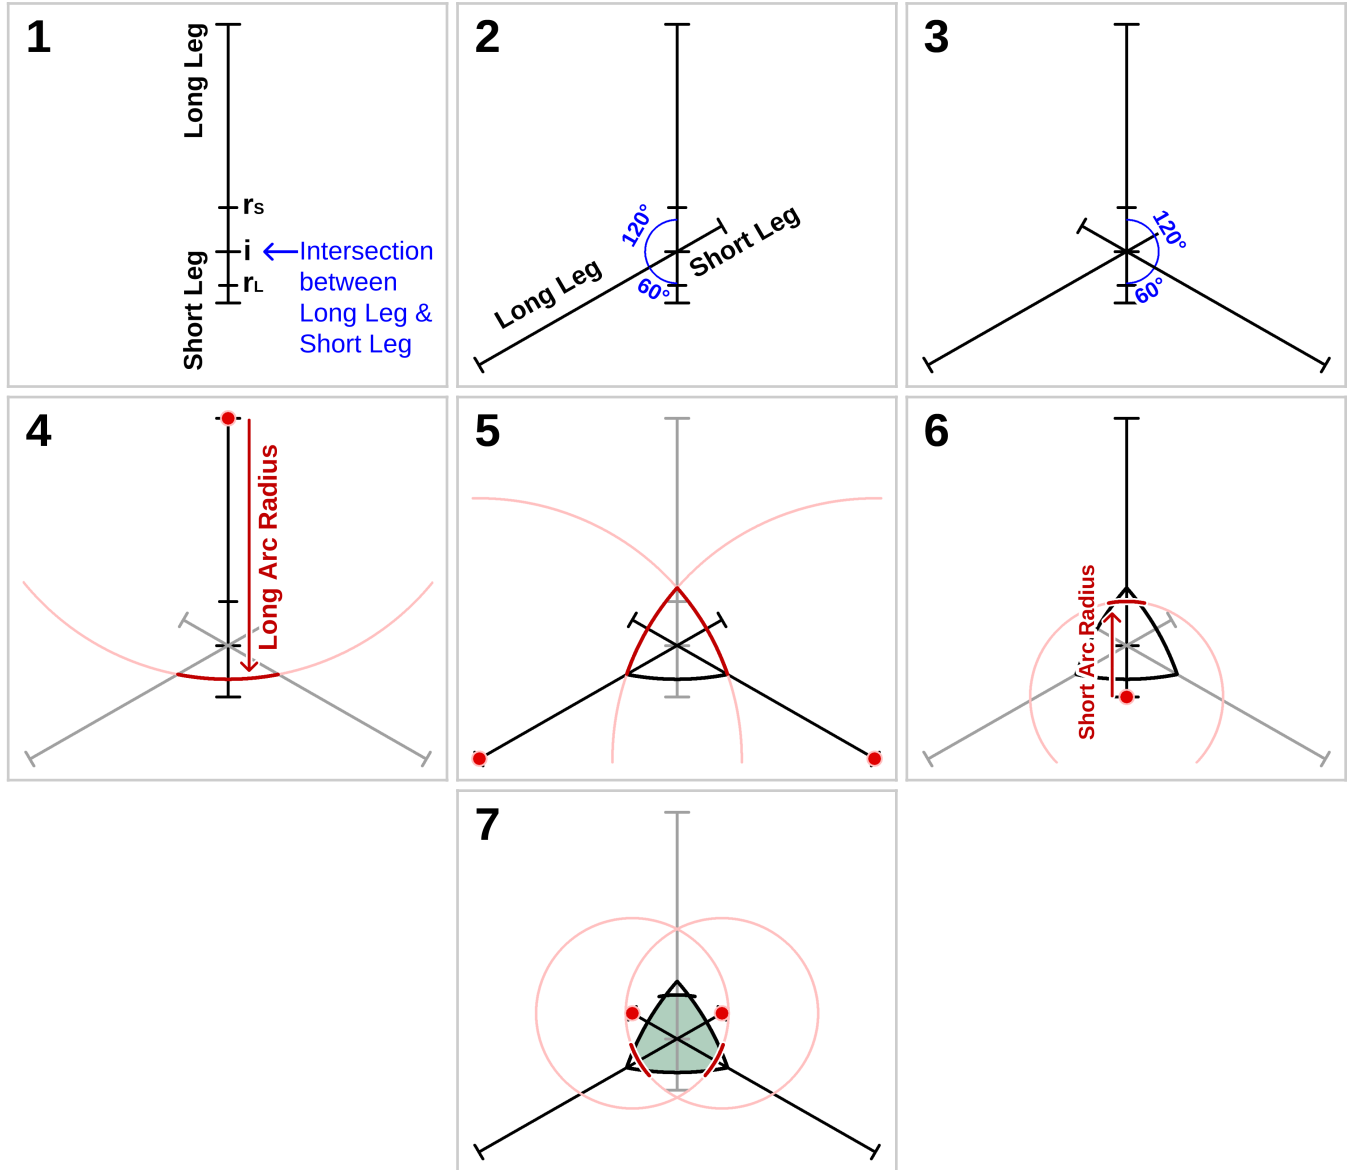 1
Long Leg
rS
i
Intersection
between
Long Leg &
Short Leg
rL
Short Leg
2
120°
60°
Long Leg
Short Leg
3
120°
60°
4
Long Arc Radius
5
6
Short Arc Radius
7